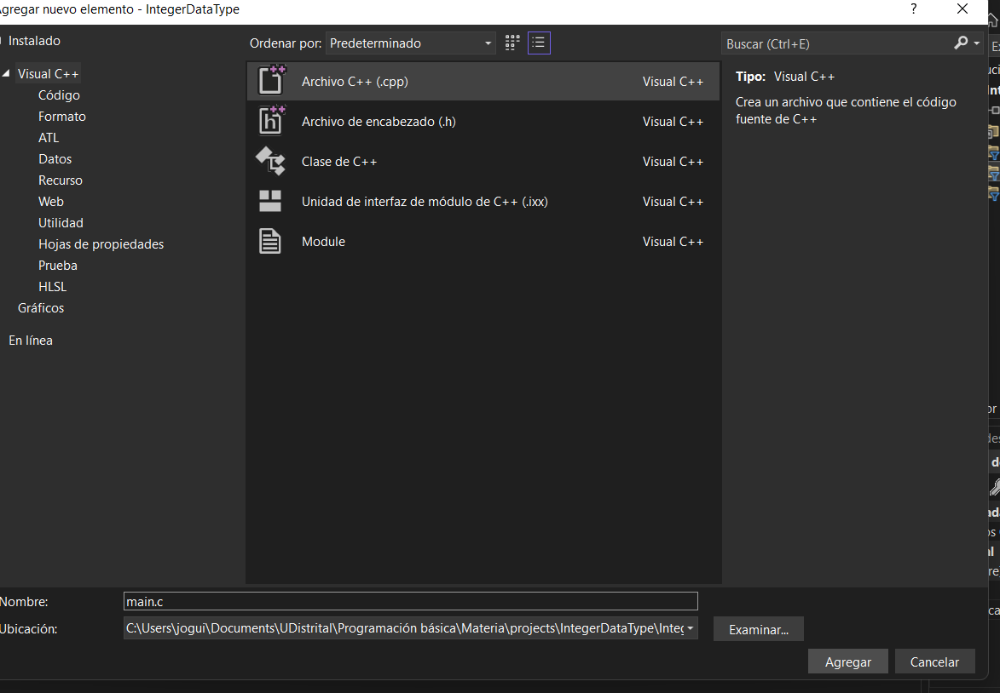 Agregar nuevo elemento - IntegerDataType
?
Instalado
Ordenar por: Predeterminado
Buscar (Ctrl+E)
Visual C++
Código
Formato
ATL
Datos
Recurso
Web
Utilidad
Hojas de propiedades
Prueba
HLSL
Gráficos
En línea
Archivo C++ (.cpp) Visual C++
Archivo de encabezado (.h) Visual C++
Clase de C++ Visual C++
Unidad de interfaz de módulo de C++ (.ixx) Visual C++
Module Visual C++
Tipo: Visual C++
Crea un archivo que contiene el código
fuente de C++
Nombre: main.c
Ubicación: C:\Users\jogui\Documents\UDistrital\Programación básica\Materia\projects\IntegerDataType\Integ
Examinar...
Agregar
Cancelar